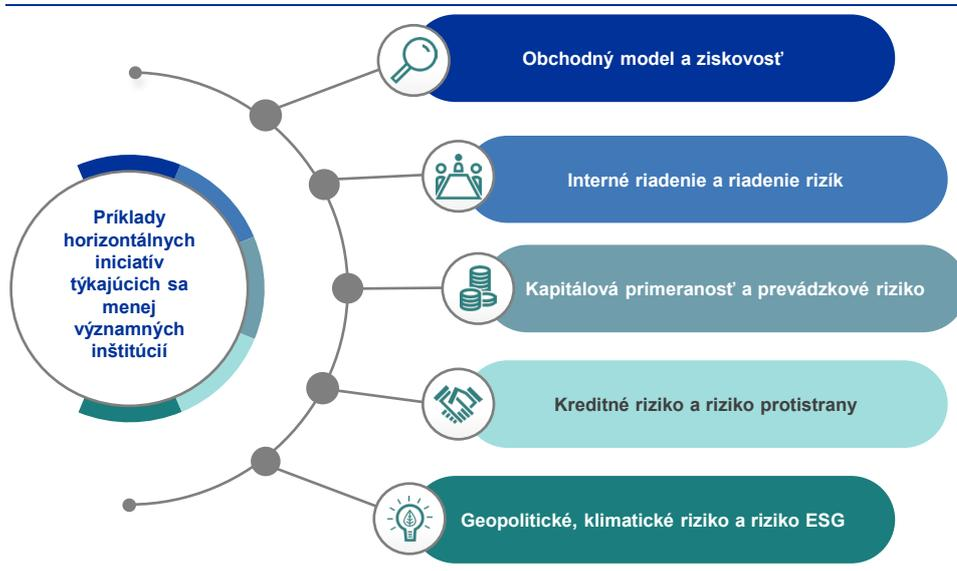 Obchodný model a ziskovosť
Interné riadenie a riadenie rizík
Príklady
horizontálnych
iniciatív
týkajúcich sa
menej
významných
inštitúcií
Kapitálová primeranosť a prevádzkové riziko
Kreditné riziko a riziko protistrany
Geopolitické, klimatické riziko a riziko ESG